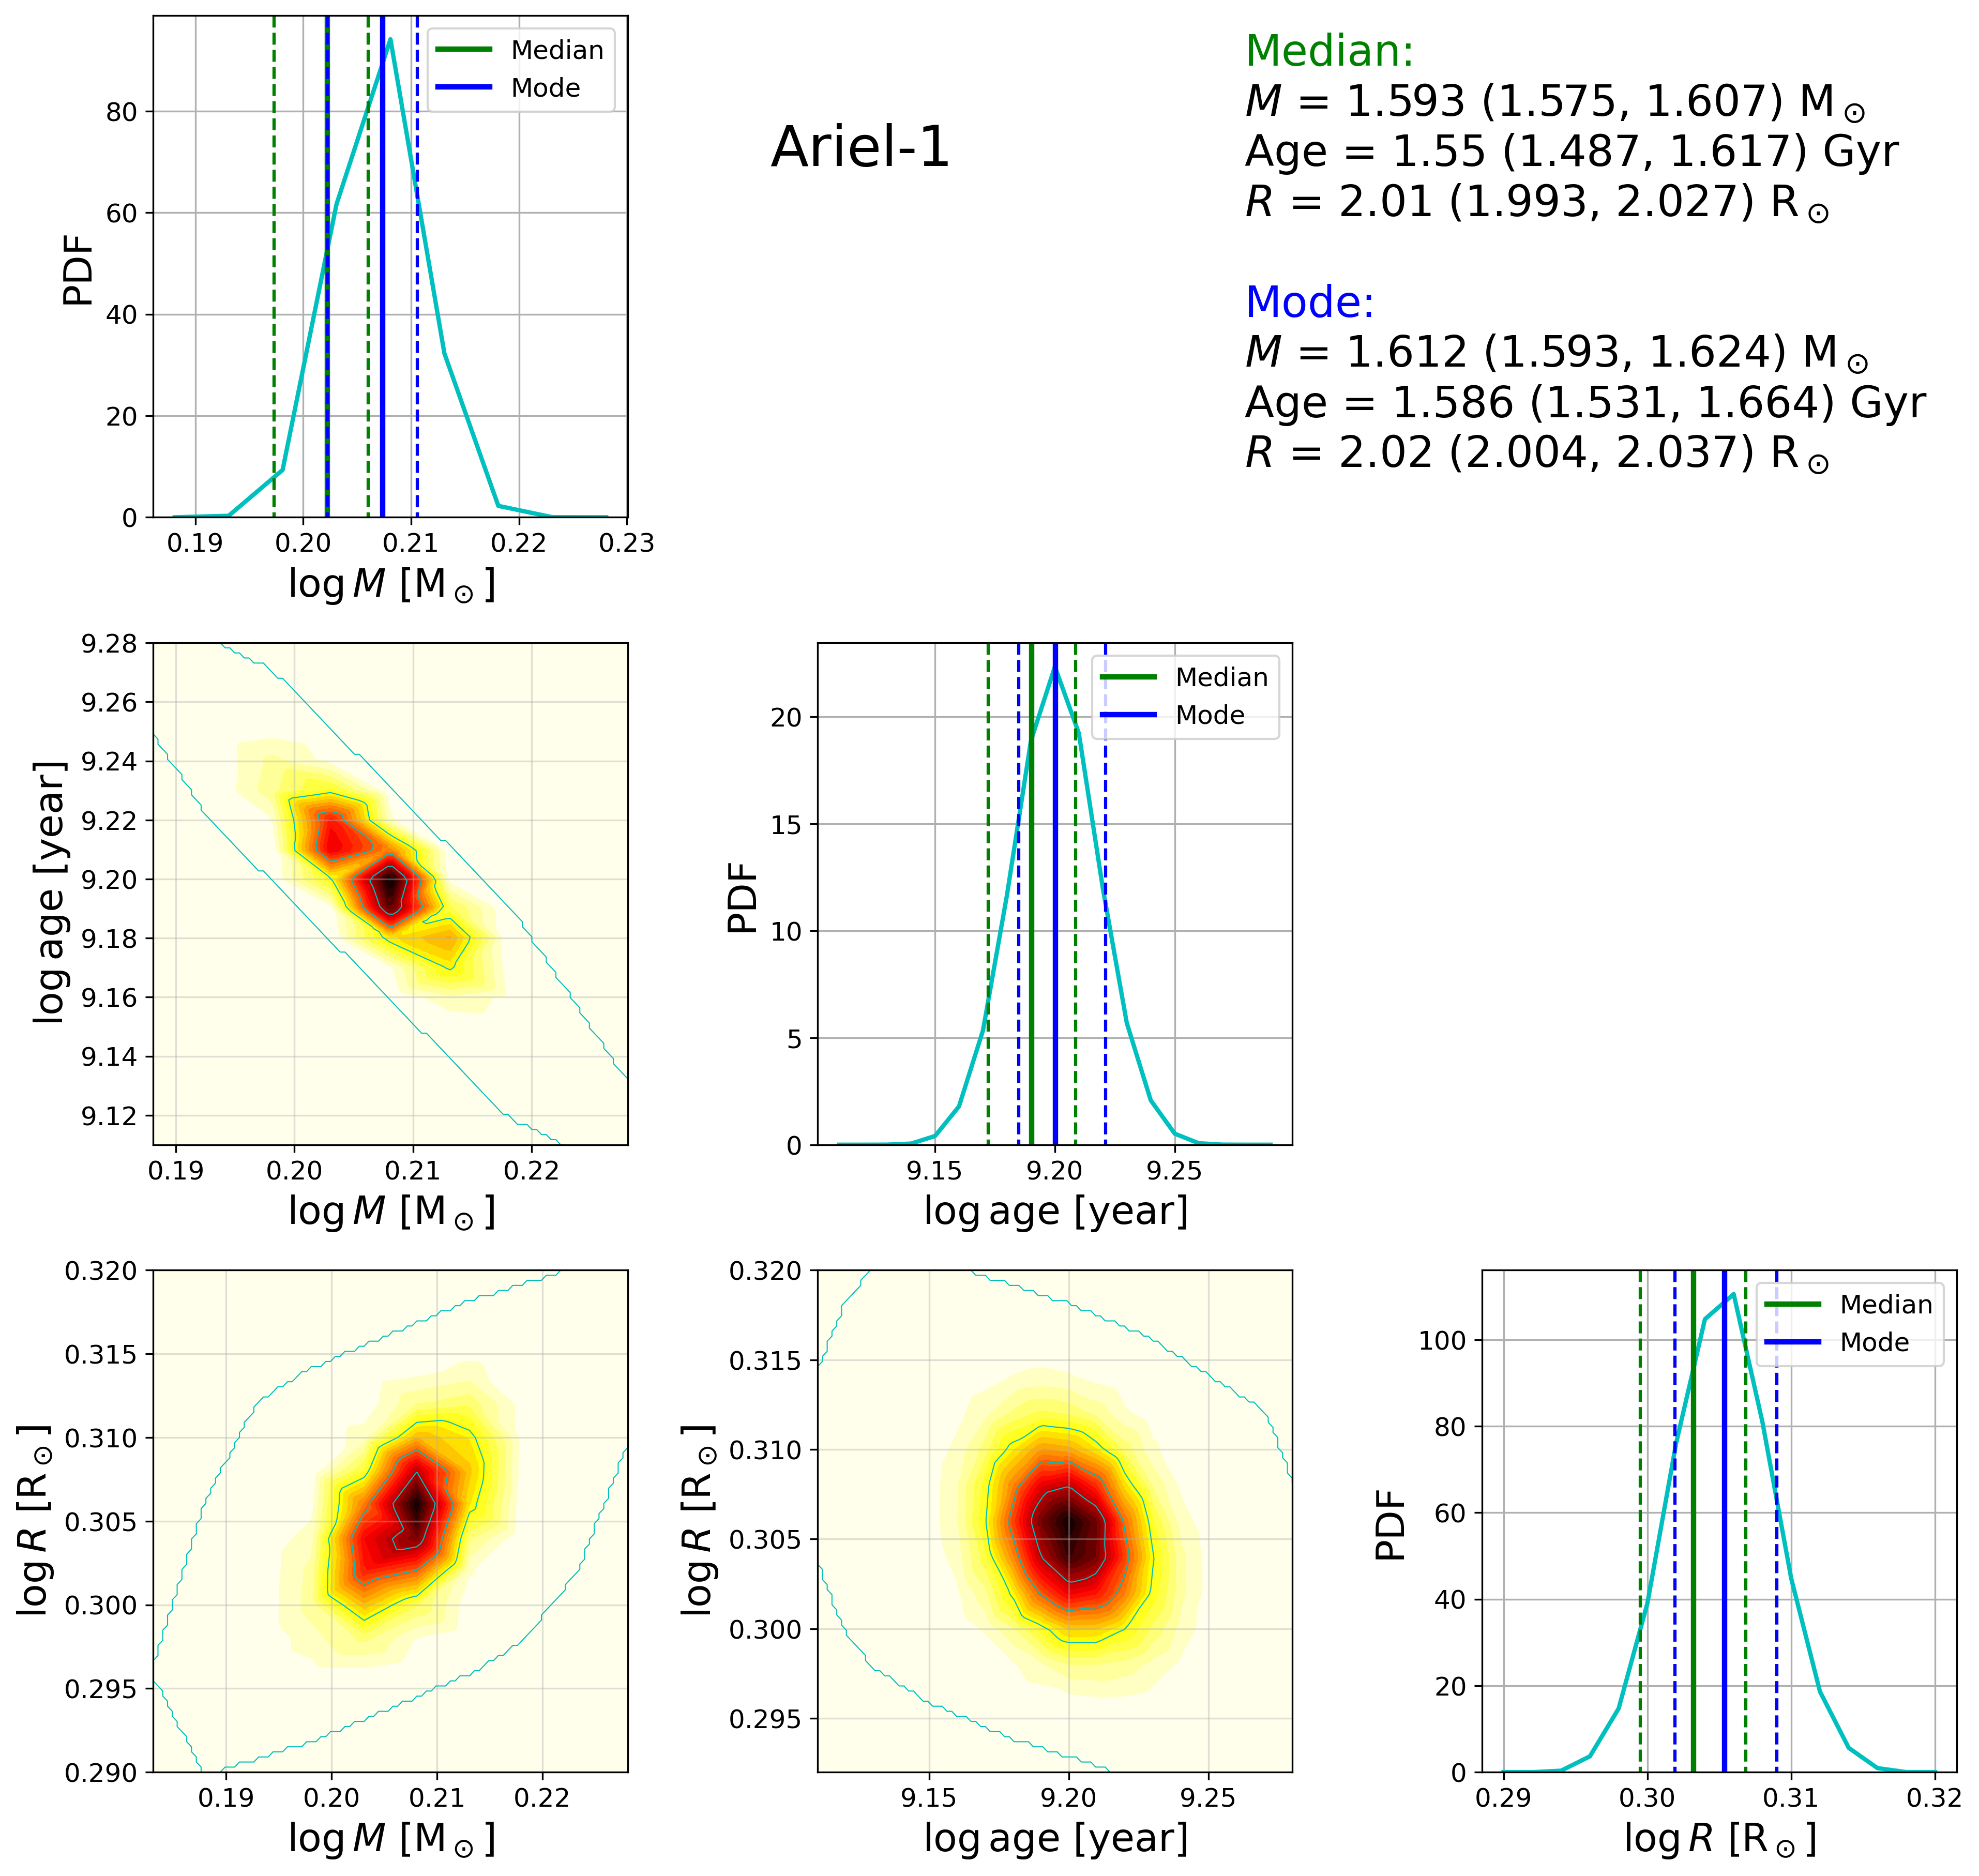 Median
Mode
80
60
40
20
0
PDF
0.19 0.20 0.21 0.22 0.23
log M [M⊙]
Ariel-1
Median:
M = 1.593 (1.575, 1.607) M⊙
Age = 1.55 (1.487, 1.617) Gyr
R = 2.01 (1.993, 2.027) R⊙
Mode:
M = 1.612 (1.593, 1.624) M⊙
Age = 1.586 (1.531, 1.664) Gyr
R = 2.02 (2.004, 2.037) R⊙
9.28
9.26
9.24
9.22
9.20
9.18
9.16
9.14
9.12
log age [year]
0.19 0.20 0.21 0.22
log M [M⊙]
Median
Mode
20
15
10
5
0
PDF
9.15 9.20 9.25
log age [year]
0.320
0.315
0.310
0.305
0.300
0.295
0.290
log R [R⊙]
0.19 0.20 0.21 0.22
log M [M⊙]
0.320
0.315
0.310
0.305
0.300
0.295
log R [R⊙]
9.15 9.20 9.25
log age [year]
Median
Mode
100
80
60
40
20
0
PDF
0.29 0.30 0.31 0.32
log R [R⊙]